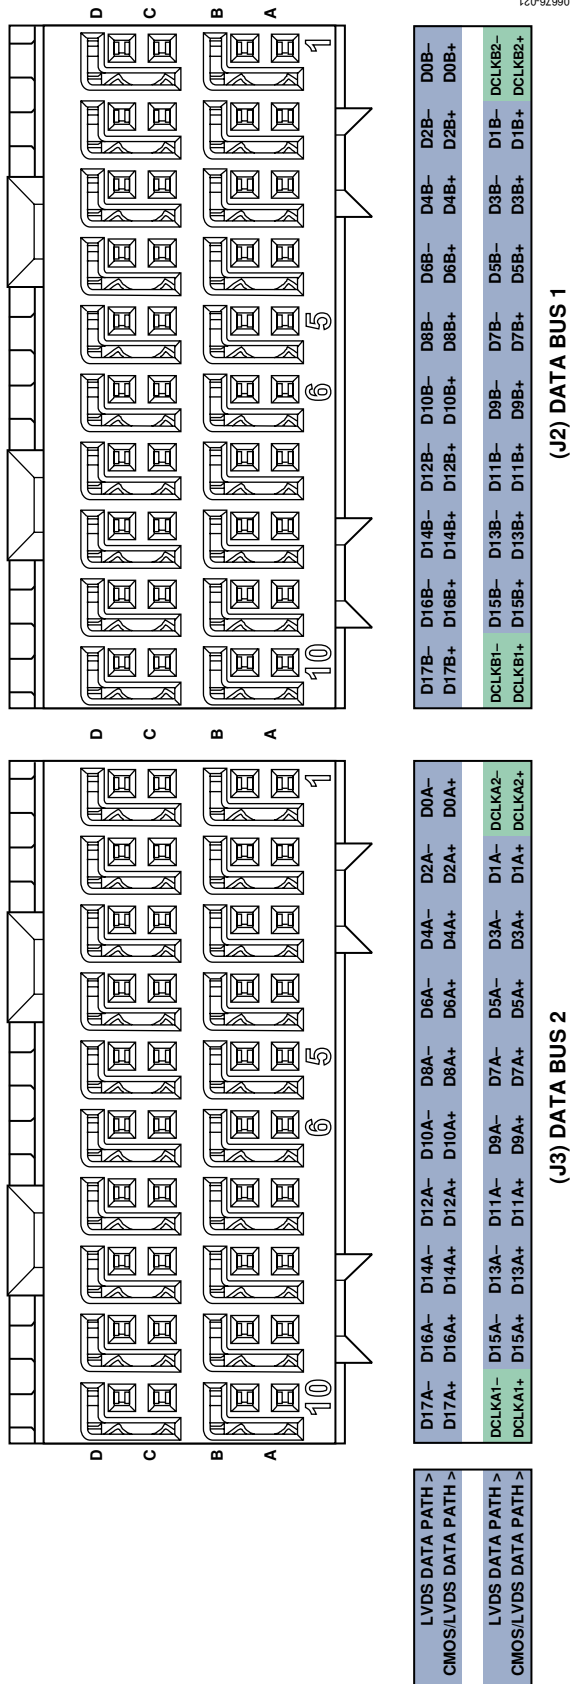 D D D
C C C
B B B
A A A
10 6 5 1 10 6 5 1
LVDS DATA PATH > D17A– D16A– D14A– D12A– D10A– D8A– D6A– D4A– D2A– D0A– D17B– D16B– D14B– D12B– D10B– D8B– D6B– D4B– D2B– D0B–
CMOS/LVDS DATA PATH > D17A+ D16A+ D14A+ D12A+ D10A+ D8A+ D6A+ D4A+ D2A+ D0A+ D17B+ D16B+ D14B+ D12B+ D10B+ D8B+ D6B+ D4B+ D2B+ D0B+
LVDS DATA PATH > DCLKA1– D15A– D13A– D11A– D9A– D7A– D5A– D3A– D1A– DCLKA2– DCLKB1– D15B– D13B– D11B– D9B– D7B– D5B– D3B– D1B– DCLKB2–
CMOS/LVDS DATA PATH > DCLKA1+ D15A+ D13A+ D11A+ D9A+ D7A+ D5A+ D3A+ D1A+ DCLKA2+ DCLKB1+ D15B+ D13B+ D11B+ D9B+ D7B+ D5B+ D3B+ D1B+ DCLKB2+
(J3) DATA BUS 2 (J2) DATA BUS 1
06676-021